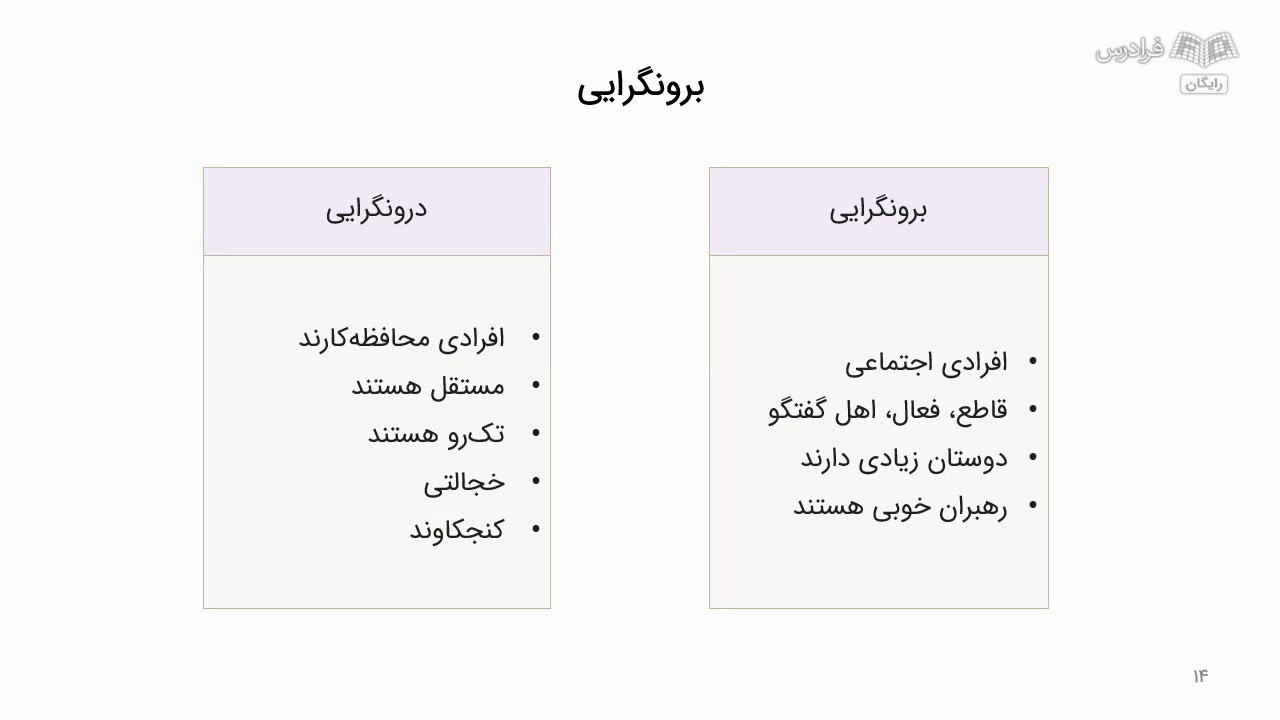 فرادرس
رایگان
برونگرایی
برونگرایی
• افرادی اجتماعی
• قاطع، فعال، اهل گفتگو
• دوستان زیادی دارند
• رهبران خوبی هستند
درونگرایی
• افرادی محافظه‌کارند
• مستقل هستند
• تک‌رو هستند
• خجالتی
• کنجکاوند
۱۴